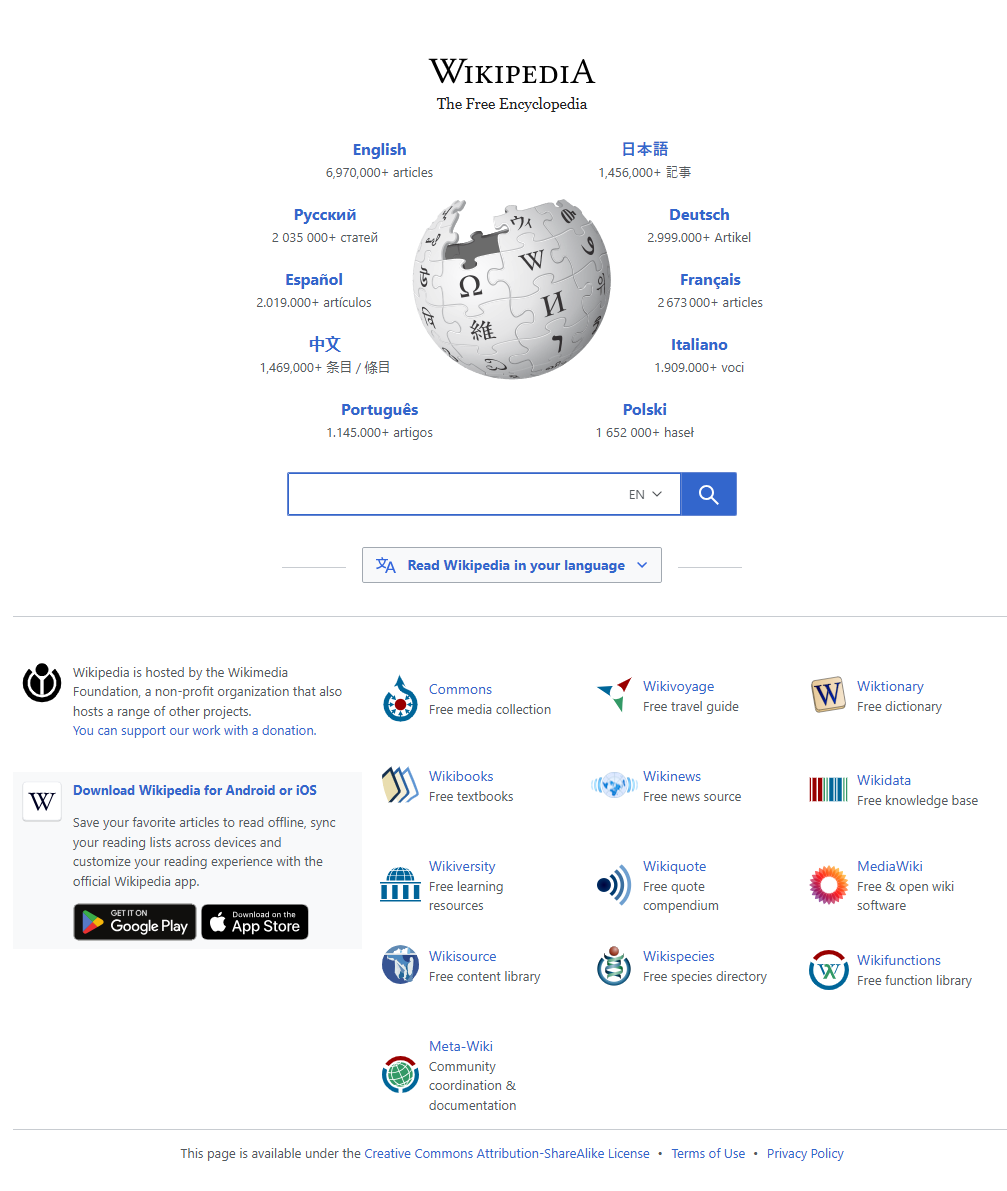 WIKIPEDIA
The Free Encyclopedia
English
6,970,000+ articles
日本語
1,456,000+ 記事
Русский
2 035 000+ статей
Deutsch
2.999.000+ Artikel
Español
2.019.000+ artículos
Français
2 673 000+ articles
中文
1,469,000+ 条目 / 條目
Italiano
1.909.000+ voci
Português
1.145.000+ artigos
Polski
1 652 000+ haseł
Ω
W
ウィ
И
維
EN
Read Wikipedia in your language
Wikipedia is hosted by the Wikimedia
Foundation, a non-profit organization that also
hosts a range of other projects.
You can support our work with a donation.
Download Wikipedia for Android or iOS
W
Save your favorite articles to read offline, sync
your reading lists across devices and
customize your reading experience with the
official Wikipedia app.
GET IT ON
Google Play
Download on the
App Store
Commons
Free media collection
Wikivoyage
Free travel guide
W
Wiktionary
Free dictionary
Wikibooks
Free textbooks
Wikinews
Free news source
Wikidata
Free knowledge base
Wikiversity
Free learning
resources
Wikiquote
Free quote
compendium
MediaWiki
Free & open wiki
software
Wikisource
Free content library
Wikispecies
Free species directory
Wikifunctions
Free function library
Meta-Wiki
Community
coordination &
documentation
This page is available under the Creative Commons Attribution-ShareAlike License • Terms of Use • Privacy Policy